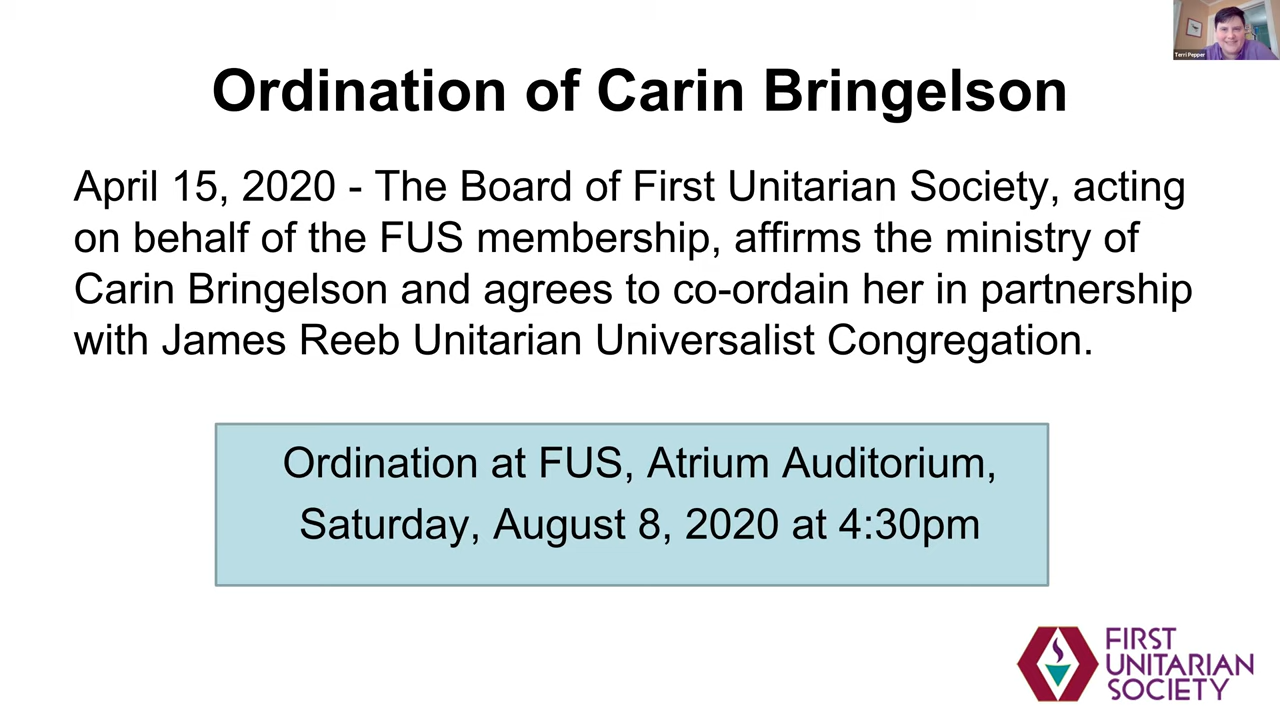 Terri Pepper
Ordination of Carin Bringelson
April 15, 2020 - The Board of First Unitarian Society, acting
on behalf of the FUS membership, affirms the ministry of
Carin Bringelson and agrees to co-ordain her in partnership
with James Reeb Unitarian Universalist Congregation.
Ordination at FUS, Atrium Auditorium,
Saturday, August 8, 2020 at 4:30pm
FIRST
UNITARIAN
SOCIETY